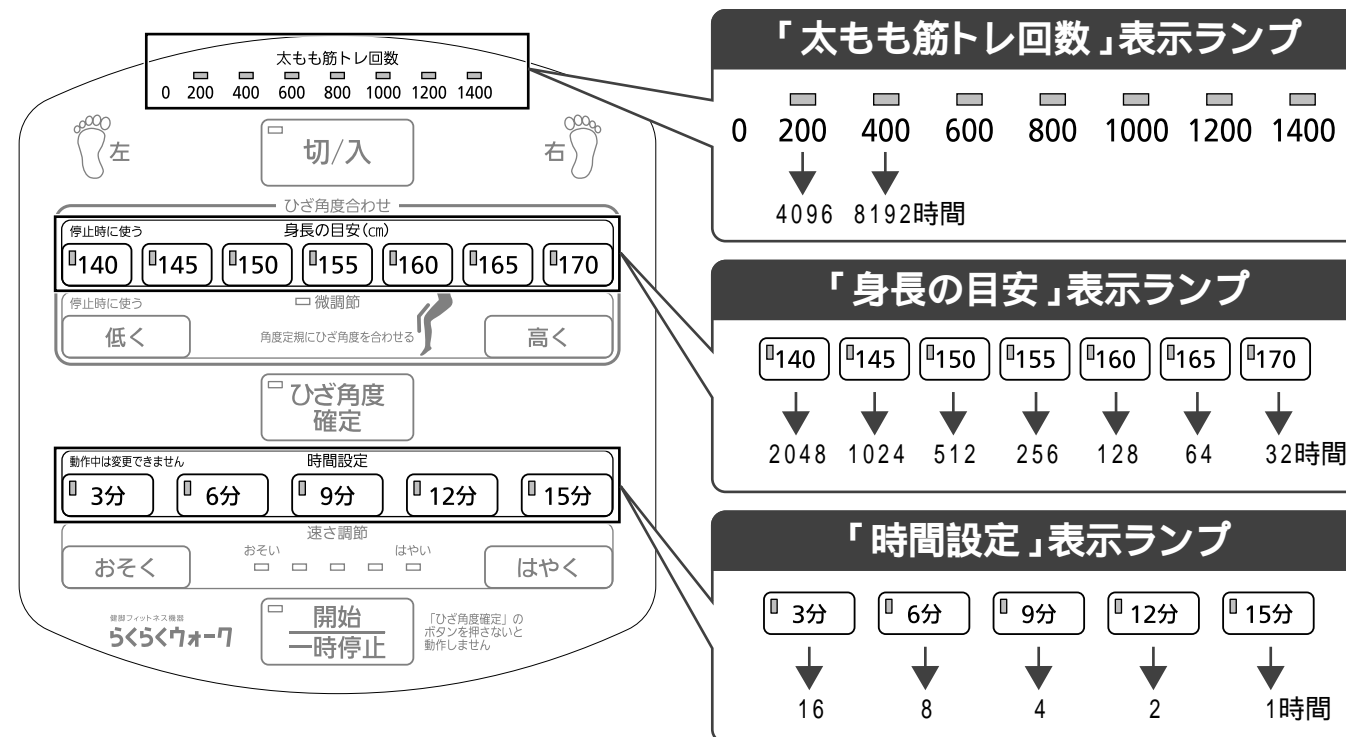 太もも筋トレ回数
0 200 400 600 800 1000 1200 1400
左
切/入
右
ひざ角度合わせ
停止時に使う 身長の目安(㎝)
140 145 150 155 160 165 170
停止時に使う 微調節
低く 角度定規にひざ角度を合わせる 高く
ひざ角度
確定
動作中は変更できません 時間設定
3分 6分 9分 12分 15分
速さ調節
おそく おそい はやい はやく
健脚フィットネス機器
らくらくウォーク
開始
一時停止
「ひざ角度確定」の
ボタンを押さないと
動作しません
「太もも筋トレ回数」表示ランプ
0 200 400 600 800 1000 1200 1400
4096 8192時間
「身長の目安」表示ランプ
140 145 150 155 160 165 170
2048 1024 512 256 128 64 32時間
「時間設定」表示ランプ
3分 6分 9分 12分 15分
16 8 4 2 1時間